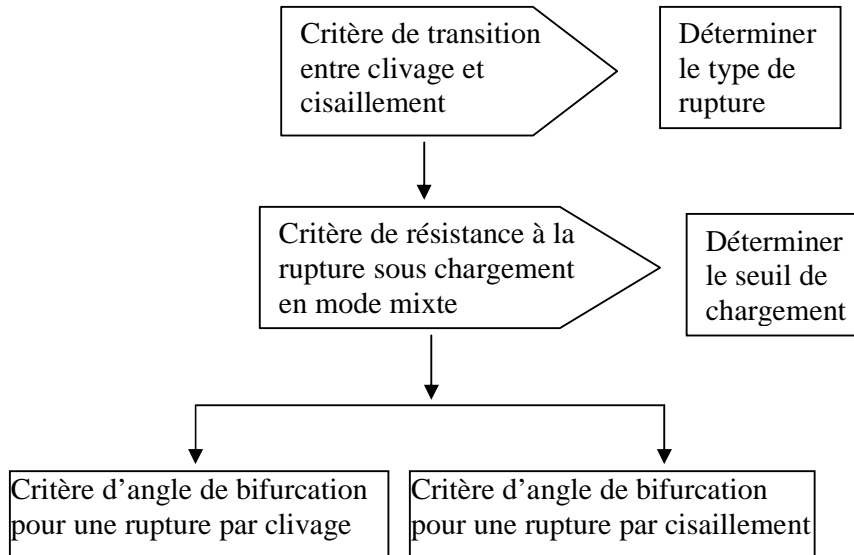 Critère de transition
entre clivage et
cisaillement
Déterminer
le type de
rupture
Critère de résistance à la
rupture sous chargement
en mode mixte
Déterminer
le seuil de
chargement
Critère d’angle de bifurcation
pour une rupture par clivage
Critère d’angle de bifurcation
pour une rupture par cisaillement